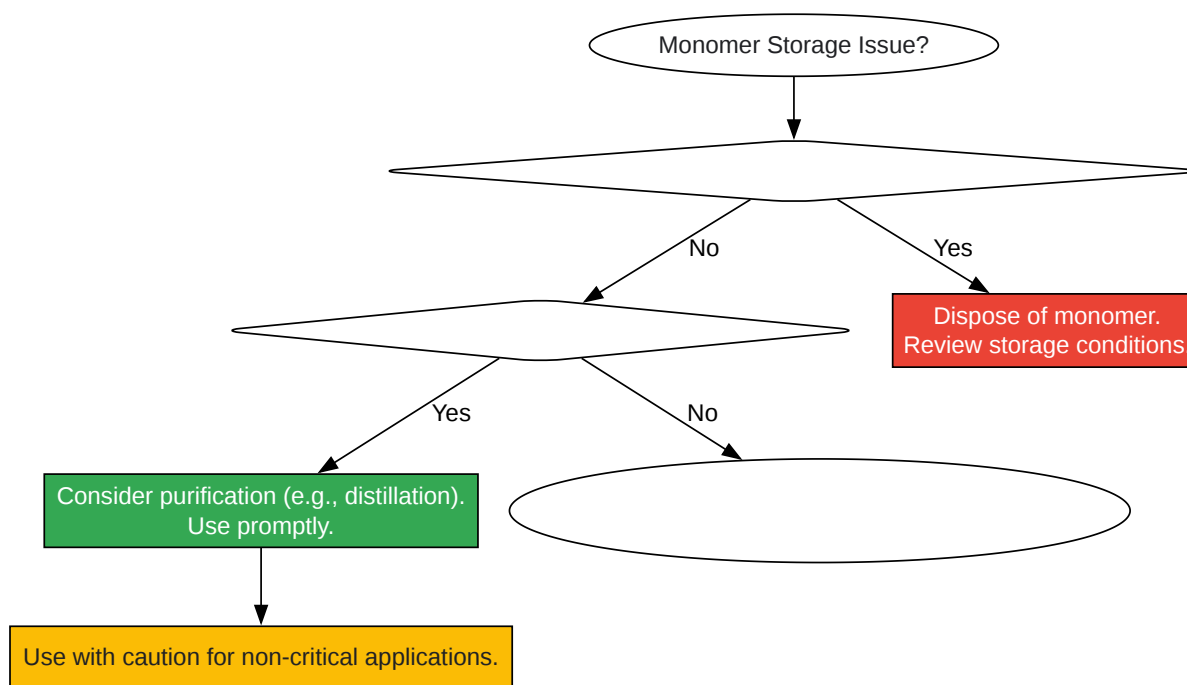 Monomer Storage Issue?
No
Yes
Dispose of monomer.
Review storage conditions.
Yes
No
Consider purification (e.g., distillation).
Use promptly.
Use with caution for non-critical applications.